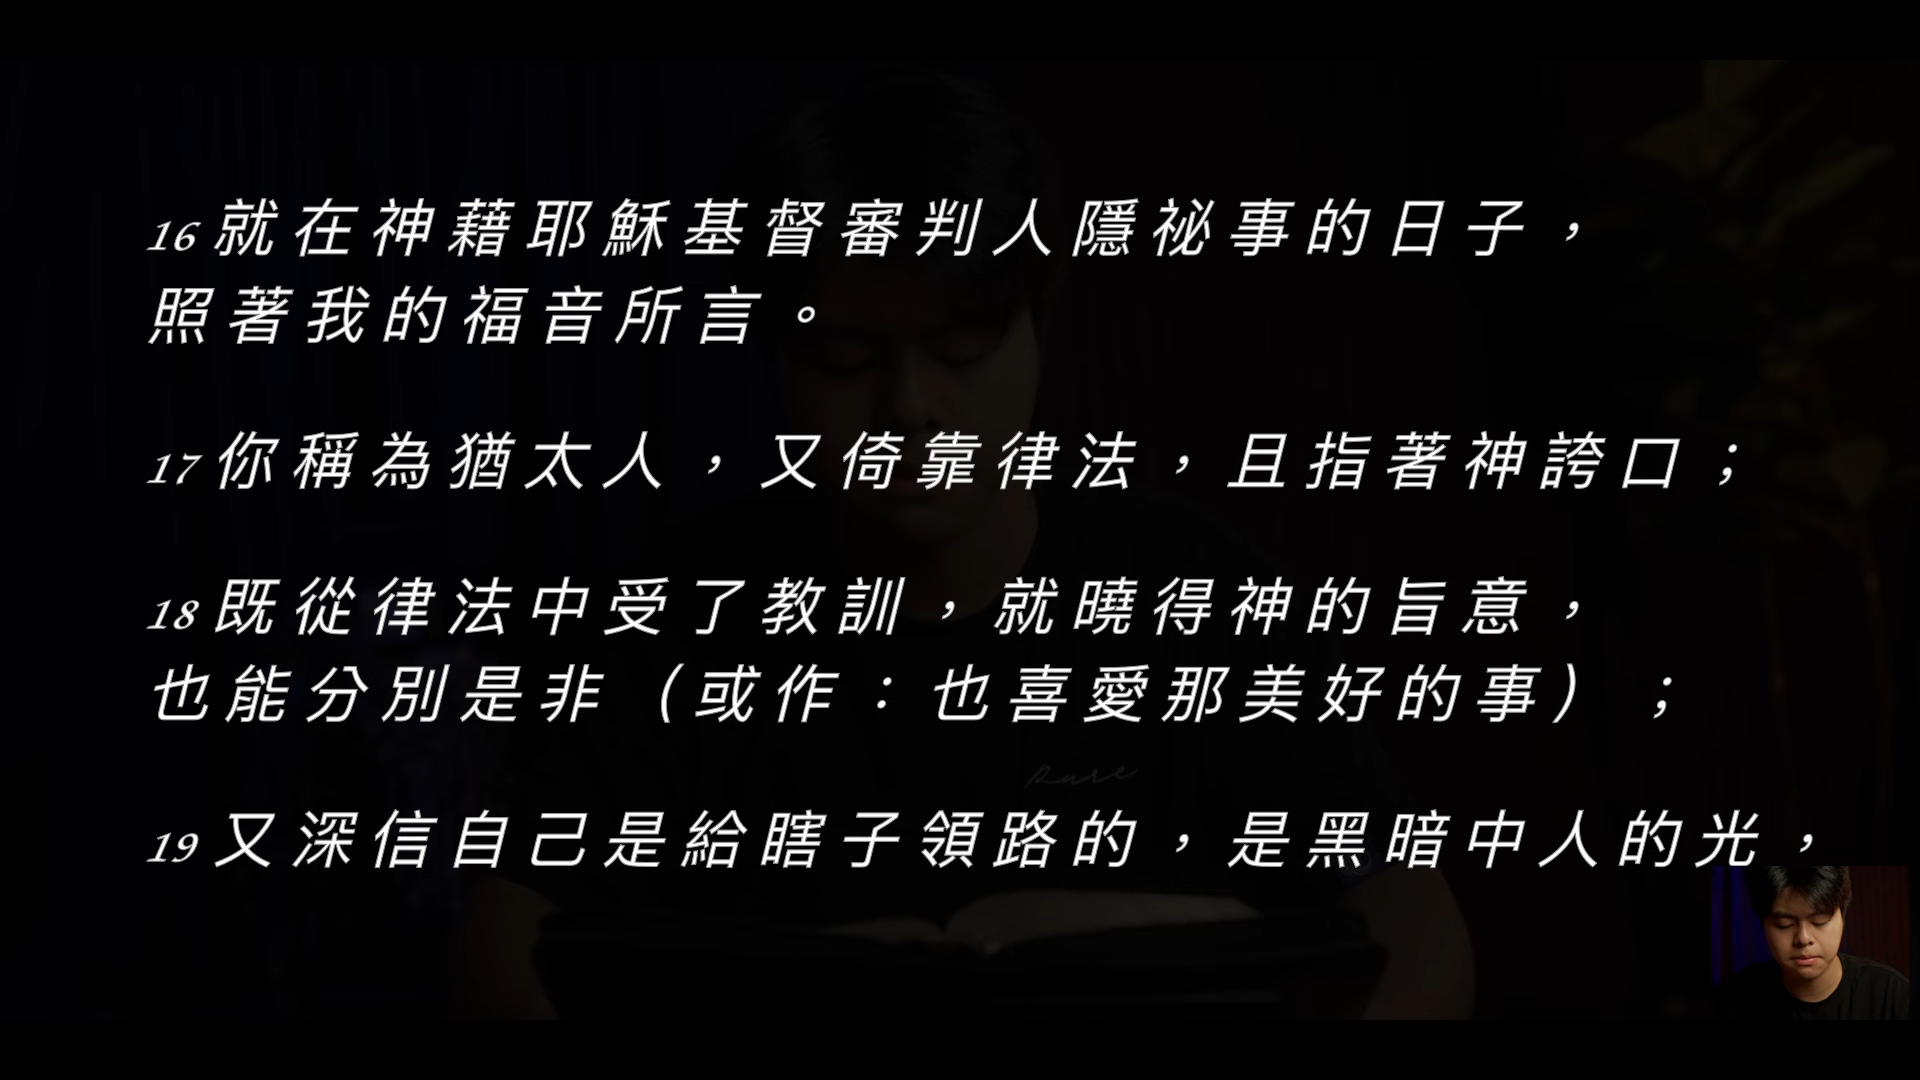 16 就在神藉耶穌基督審判人隱祕事的日子，
照著我的福音所言。
17 你稱為猶太人，又倚靠律法，且指著神誇口；
18 既從律法中受了教訓，就曉得神的旨意，
也能分別是非（或作：也喜愛那美好的事）；
Pure
19 又深信自己是給瞎子領路的，是黑暗中人的光，